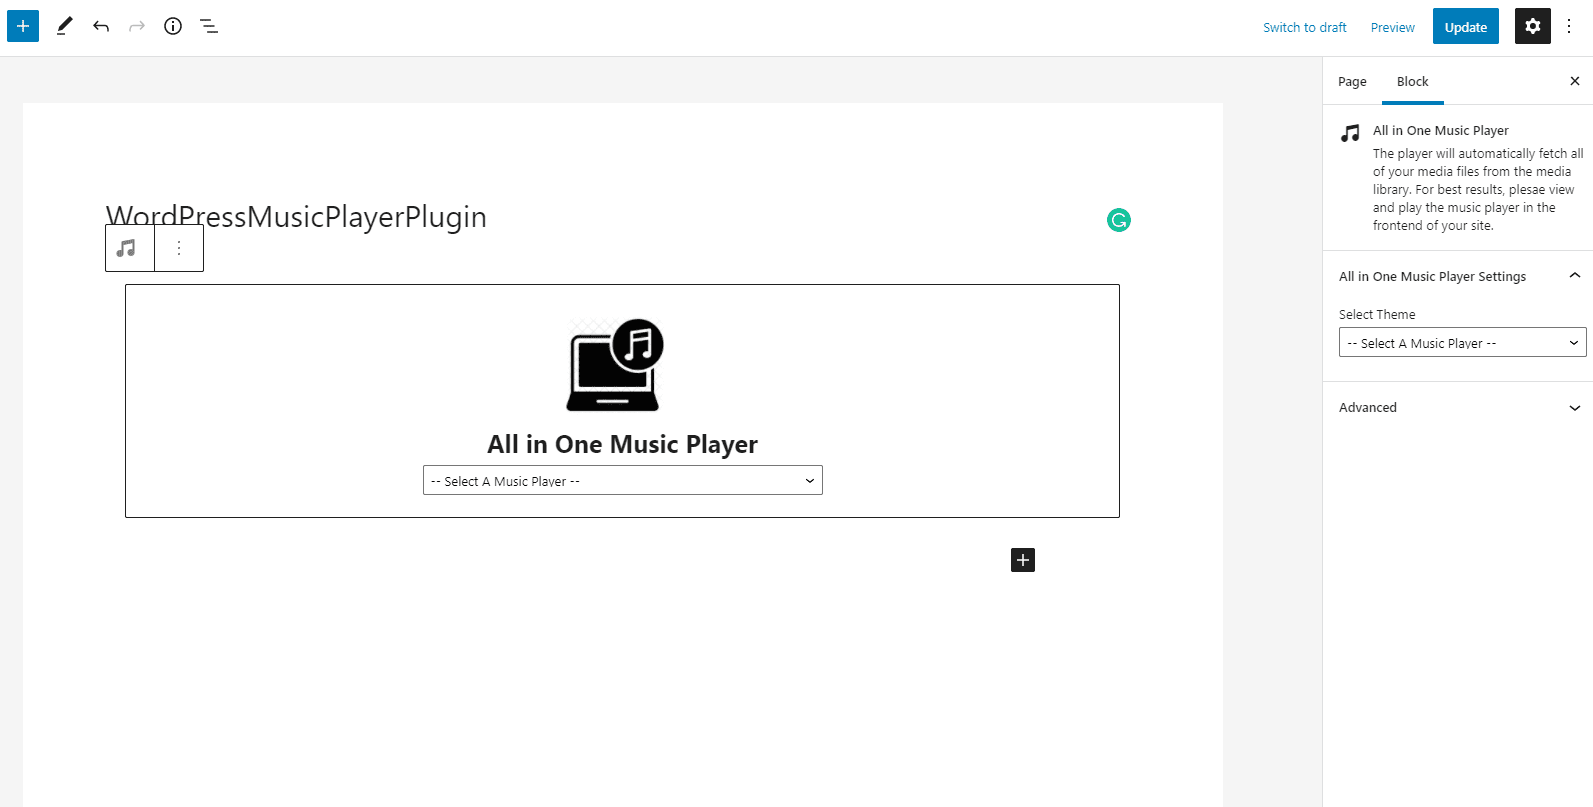 Switch to draft
Preview
Update
WordPressMusicPlayerPlugin
All in One Music Player
-- Select A Music Player --
Page
Block
All in One Music Player
The player will automatically fetch all
of your media files from the media
library. For best results, plesae view
and play the music player in the
frontend of your site.
All in One Music Player Settings
Select Theme
-- Select A Music Player --
Advanced